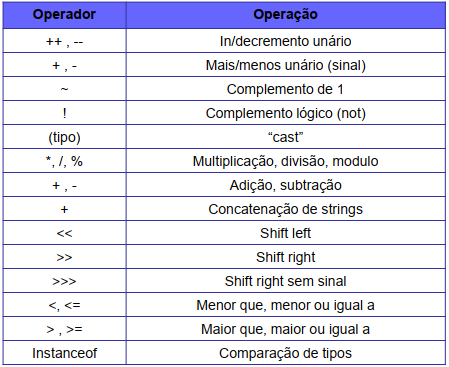 Operador Operação
++ , -- In/decremento unário
+ , - Mais/menos unário (sinal)
~ Complemento de 1
! Complemento lógico (not)
(tipo) “cast”
*, /, % Multiplicação, divisão, modulo
+ , - Adição, subtração
+ Concatenação de strings
<< Shift left
>> Shift right
>>> Shift right sem sinal
<, <= Menor que, menor ou igual a
> , >= Maior que, maior ou igual a
Instanceof Comparação de tipos